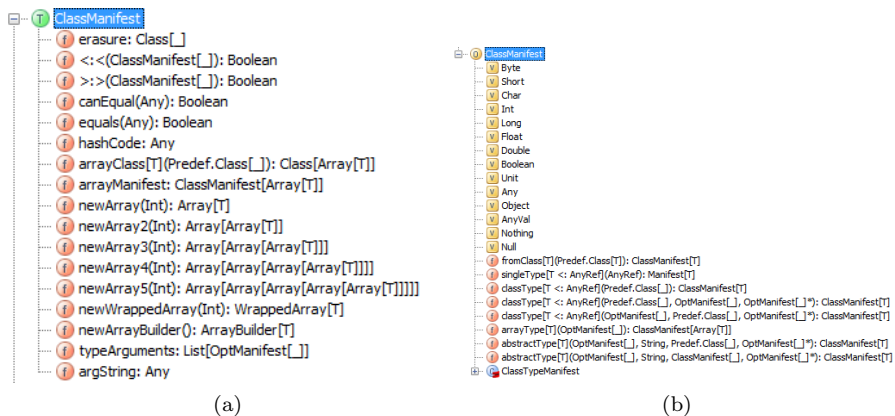 ClassManifest
erasure: Class[_]
<:<(ClassManifest[_]): Boolean
>:>(ClassManifest[_]): Boolean
canEqual(Any): Boolean
equals(Any): Boolean
hashCode: Any
arrayClass[T](Predef.Class[_]): Class[Array[T]]
arrayManifest: ClassManifest[Array[T]]
newArray(Int): Array[T]
newArray2(Int): Array[Array[T]]
newArray3(Int): Array[Array[Array[T]]]
newArray4(Int): Array[Array[Array[Array[T]]]]
newArray5(Int): Array[Array[Array[Array[Array[T]]]]]
newWrappedArray(Int): WrappedArray[T]
newArrayBuilder(): ArrayBuilder[T]
typeArguments: List[OptManifest[_]]
argString: Any
(a)
ClassManifest
Byte
Short
Char
Int
Long
Float
Double
Boolean
Unit
Any
Object
AnyVal
Nothing
Null
fromClass[T](Predef.Class[T]): ClassManifest[T]
singleType[T <: AnyRef](AnyRef): Manifest[T]
classType[T <: AnyRef](Predef.Class[_]): ClassManifest[T]
classType[T <: AnyRef](Predef.Class[_], OptManifest[_], OptManifest[_]*): ClassManifest[T]
classType[T <: AnyRef](OptManifest[_], Predef.Class[_], OptManifest[_]*): ClassManifest[T]
arrayType[T](OptManifest[_]): ClassManifest[Array[T]]
abstractType[T](OptManifest[_], String, Predef.Class[_], OptManifest[_]*): ClassManifest[T]
abstractType[T](OptManifest[_], String, ClassManifest[_], OptManifest[_]*): ClassManifest[T]
ClassTypeManifest
(b)